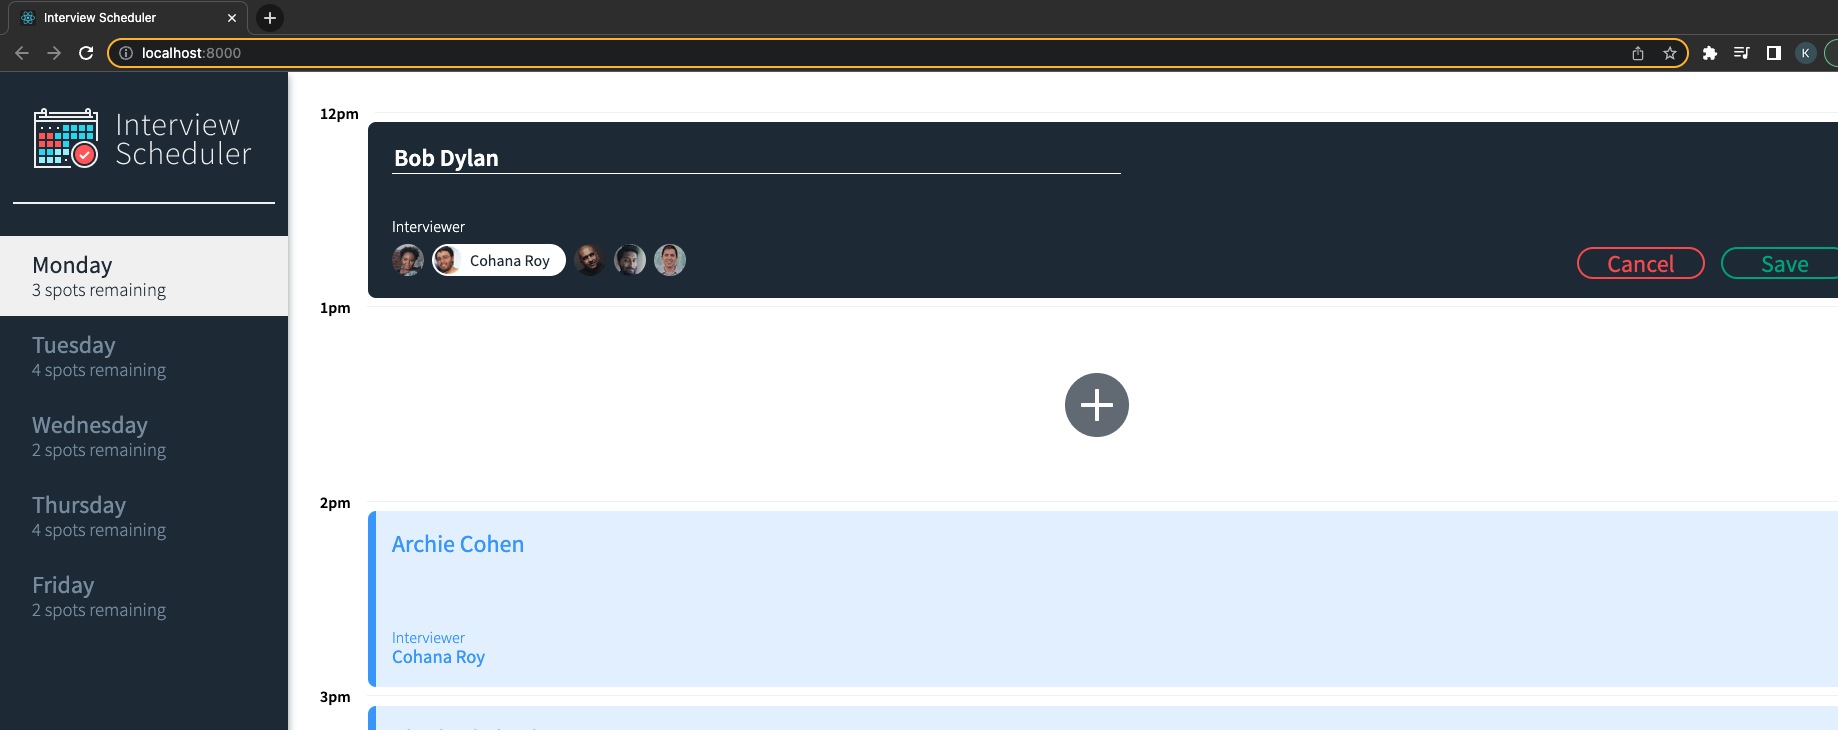 Interview Scheduler
localhost:8000
K
Interview
Scheduler
Monday
3 spots remaining
Tuesday
4 spots remaining
Wednesday
2 spots remaining
Thursday
4 spots remaining
Friday
2 spots remaining
12pm
Bob Dylan
Interviewer
Cohana Roy
Cancel
Save
1pm
2pm
Archie Cohen
Interviewer
Cohana Roy
3pm